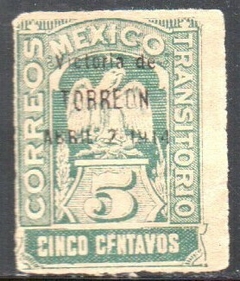 MEXICO
CORREOS
TRANSITORIO
Victoria de
TORREON
ABRIL 2-1914
5
CINCO CENTAVOS